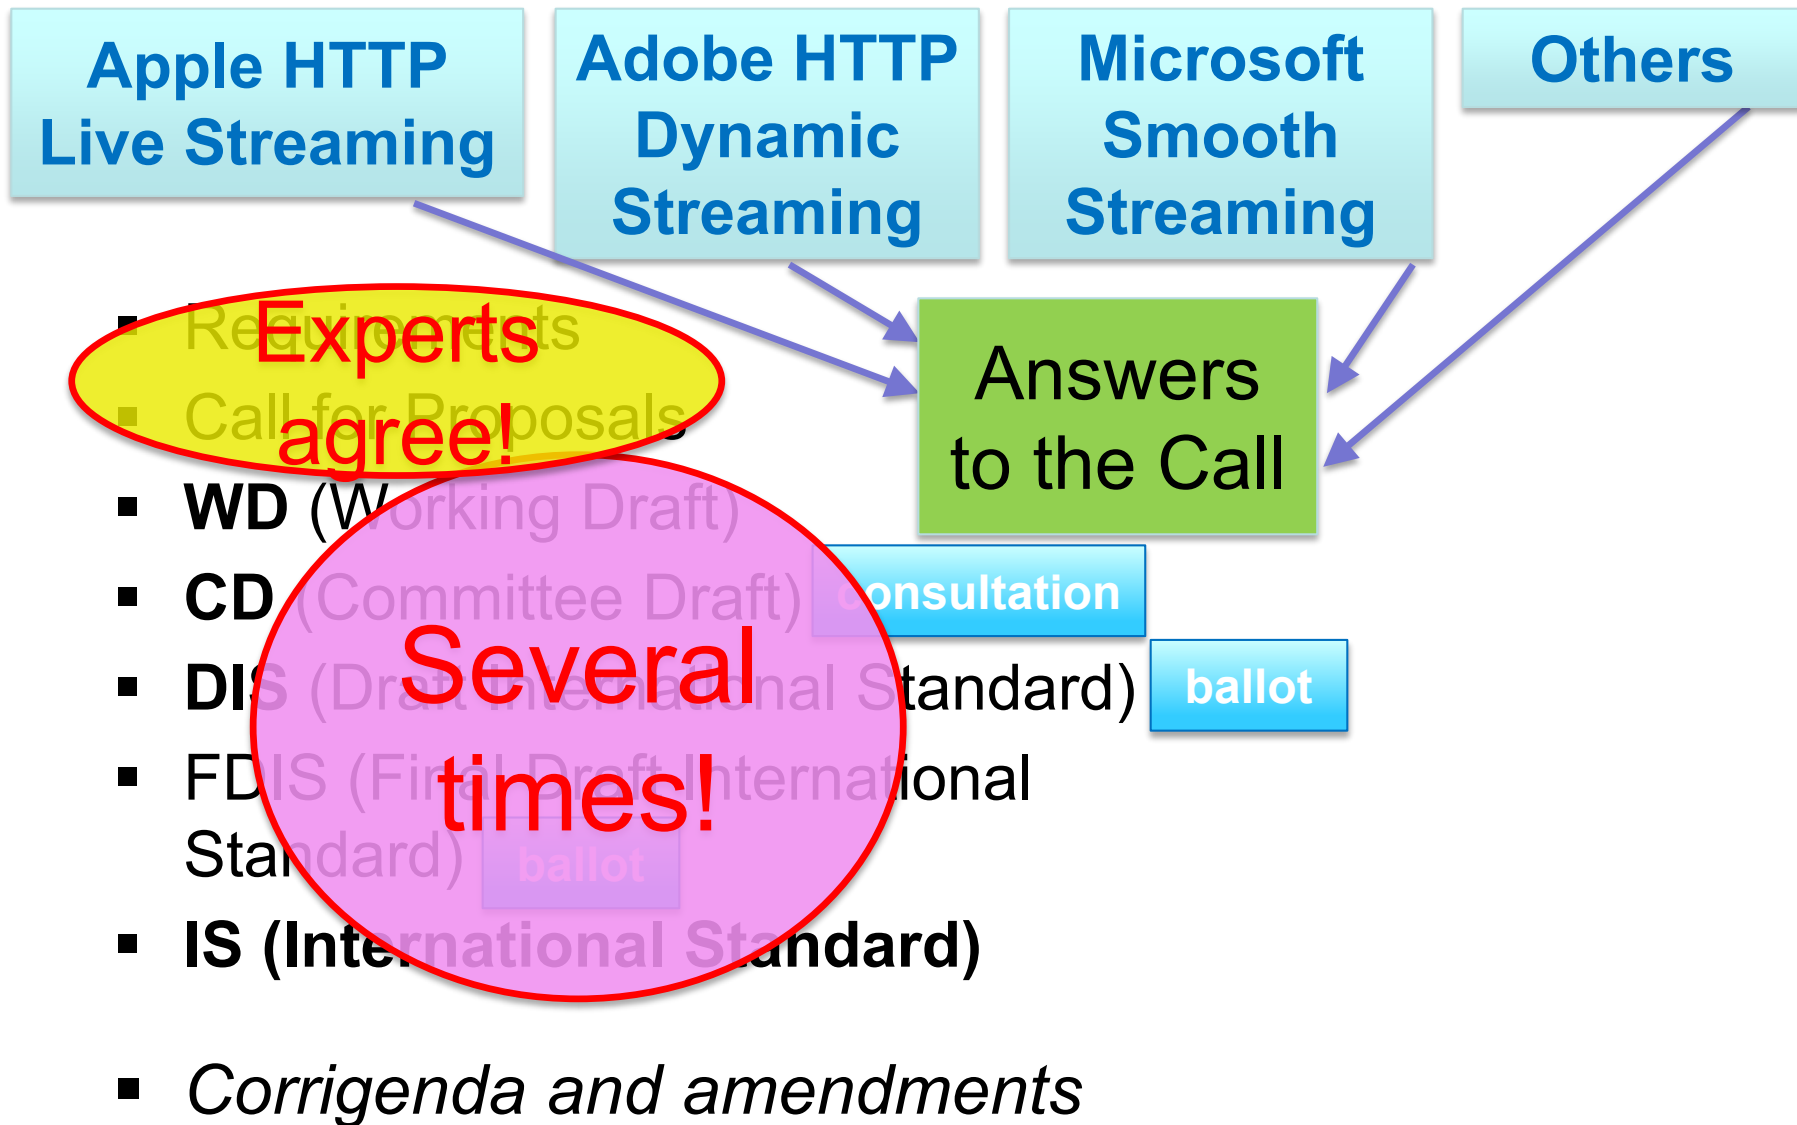 Apple HTTP
Live Streaming
Adobe HTTP
Dynamic
Streaming
Microsoft
Smooth
Streaming
Others
Answers
to the Call
▪ Requirements
▪ Call for Proposals
Experts
agree!
▪ WD (Working Draft)
▪ CD (Committee Draft) consultation
▪ DIS (Draft International Standard) ballot
▪ FDIS (Final Draft International
Standard) ballot
▪ IS (International Standard)
Several
times!
▪ Corrigenda and amendments